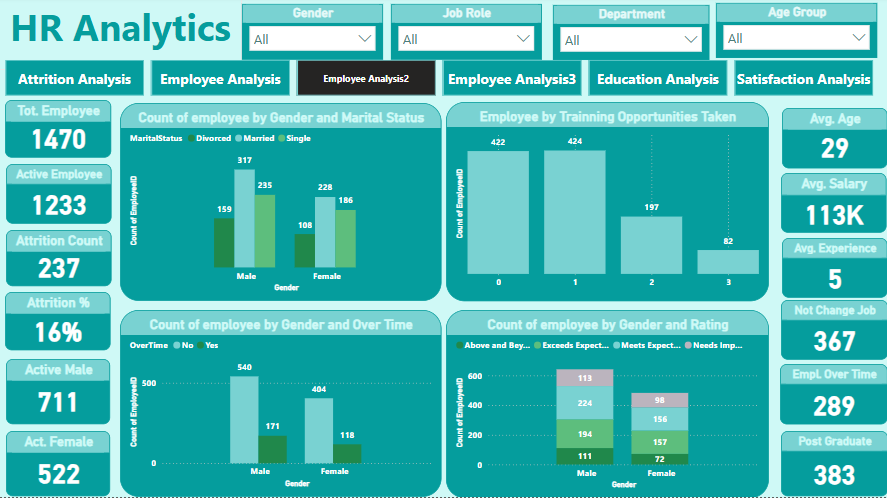 HR Analytics
Gender
All
Job Role
All
Department
All
Age Group
All
Attrition Analysis
Employee Analysis
Employee Analysis2
Employee Analysis3
Education Analysis
Satisfaction Analysis
Tot. Employee
1470
Active Employee
1233
Attrition Count
237
Attrition %
16%
Active Male
711
Act. Female
522
Count of employee by Gender and Marital Status
MaritalStatus Divorced Married Single
Count of EmployeeID
159
317
235
108
228
186
Male
Female
Gender
Employee by Trainning Opportunities Taken
Count of EmployeeID
422
424
197
82
0
1
2
3
Count of employee by Gender and Over Time
OverTime No Yes
Count of EmployeeID
500
0
540
171
404
118
Male
Female
Gender
Count of employee by Gender and Rating
Above and Bey... Exceeds Expect... Meets Expect... Needs Imp...
Count of EmployeeID
600
400
200
0
113
224
194
111
98
156
157
72
Male
Female
Gender
Avg. Age
29
Avg. Salary
113K
Avg. Experience
5
Not Change Job
367
Empl. Over Time
289
Post Graduate
383